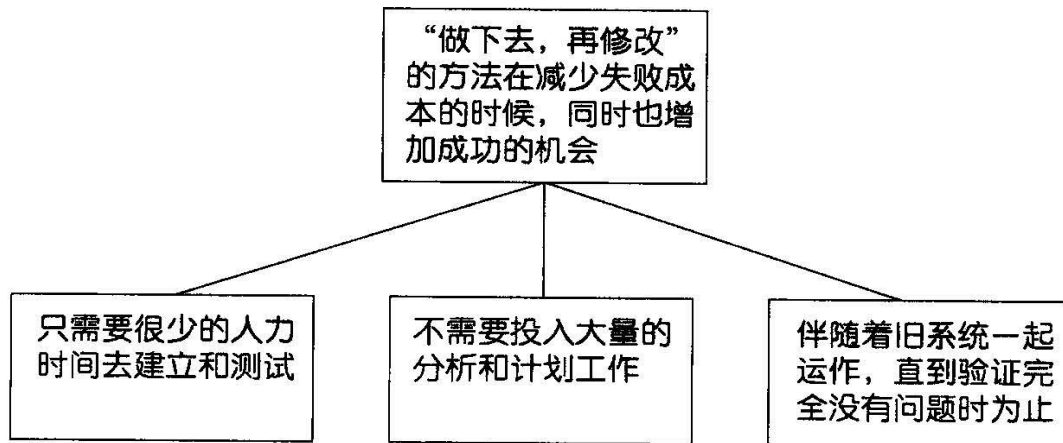 “做下去，再修改”
的方法在减少失败成
本的时候，同时也增
加成功的机会
只需要很少的人力
时间去建立和测试
不需要投入大量的
分析和计划工作
伴随着旧系统一起
运作，直到验证完
全没有问题时为止